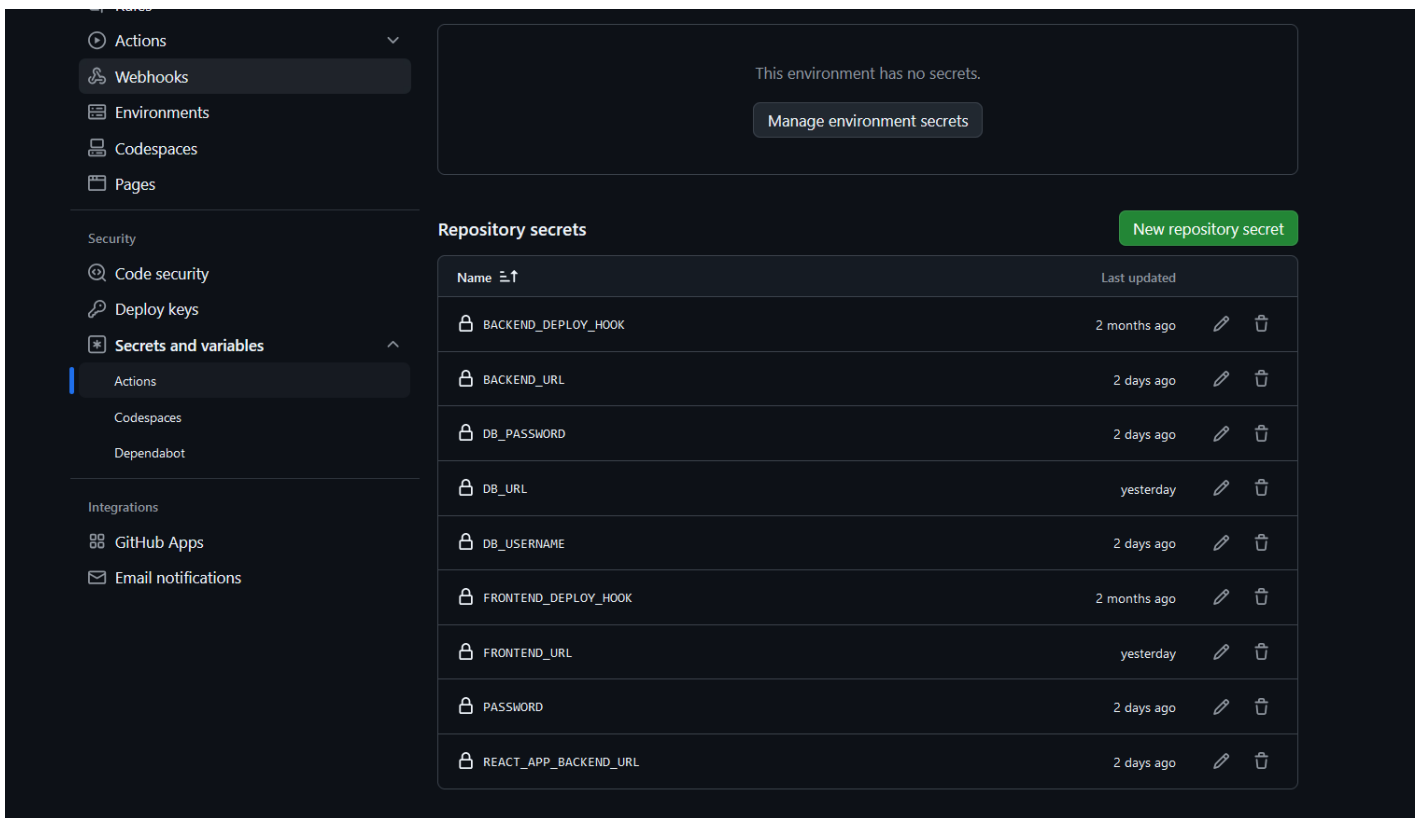 Rules
Actions
Webhooks
Environments
Codespaces
Pages
Security
Code security
Deploy keys
Secrets and variables
Actions
Codespaces
Dependabot
Integrations
GitHub Apps
Email notifications
This environment has no secrets.
Manage environment secrets
Repository secrets
New repository secret
Name Last updated
BACKEND_DEPLOY_HOOK 2 months ago
BACKEND_URL 2 days ago
DB_PASSWORD 2 days ago
DB_URL yesterday
DB_USERNAME 2 days ago
FRONTEND_DEPLOY_HOOK 2 months ago
FRONTEND_URL yesterday
PASSWORD 2 days ago
REACT_APP_BACKEND_URL 2 days ago